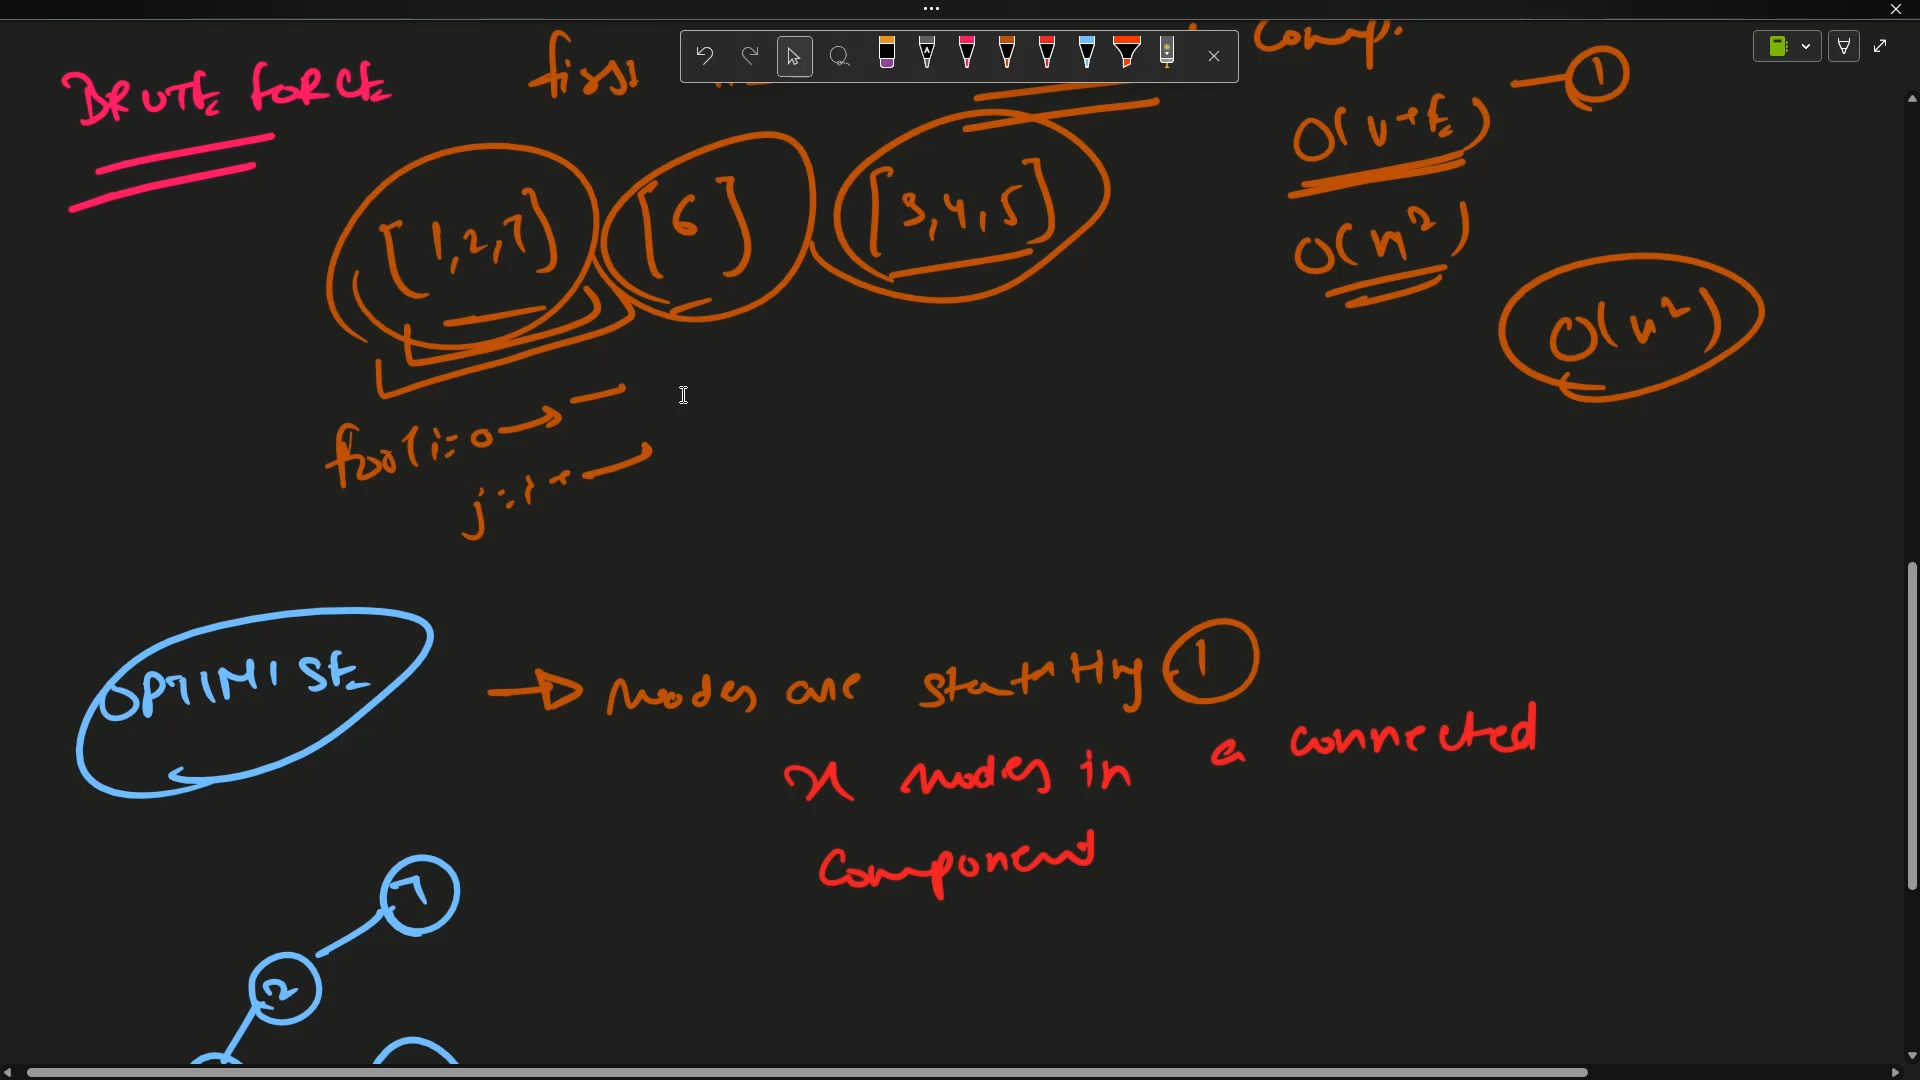 BRUTE FORCE
first
Comp.
1
O(V+E)
[1,2,7] [6] [3,4,5]
O(n²)
O(n²)
for(i=0→
j=i+
OPTIMISE
nodes are starting 1
x nodes in a connected
component
7
2